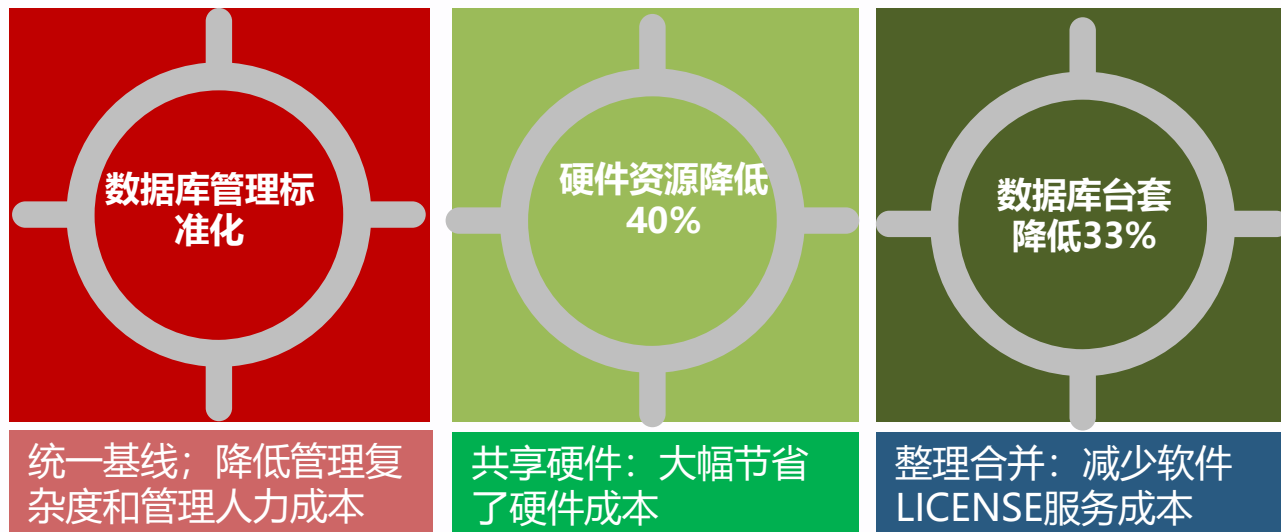 数据库管理标
准化
硬件资源降低
40%
数据库台套
降低33%
统一基线；降低管理复
杂度和管理人力成本
共享硬件：大幅节省
了硬件成本
整理合并：减少软件
LICENSE服务成本